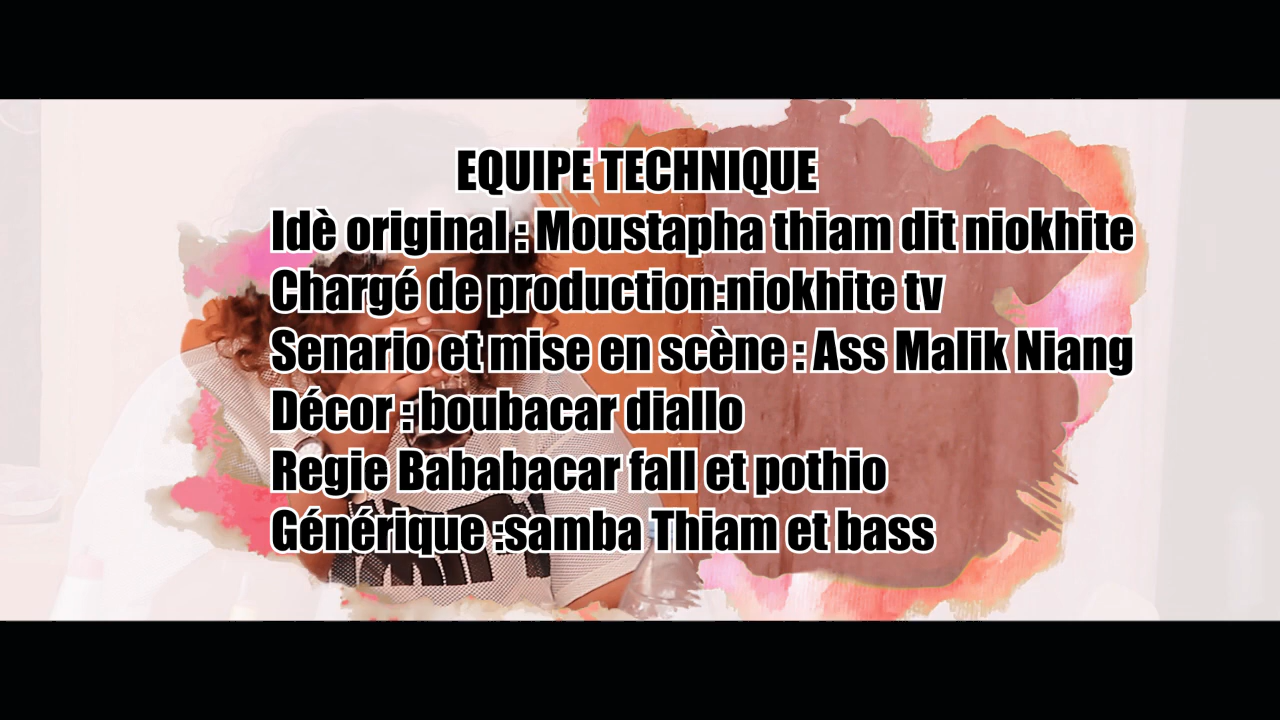 EQUIPE TECHNIQUE
Idè original : Moustapha thiam dit niokhite
Chargé de production:niokhite tv
Senario et mise en scène : Ass Malik Niang
Décor : boubacar diallo
Regie Bababacar fall et pothio
Générique :samba Thiam et bass